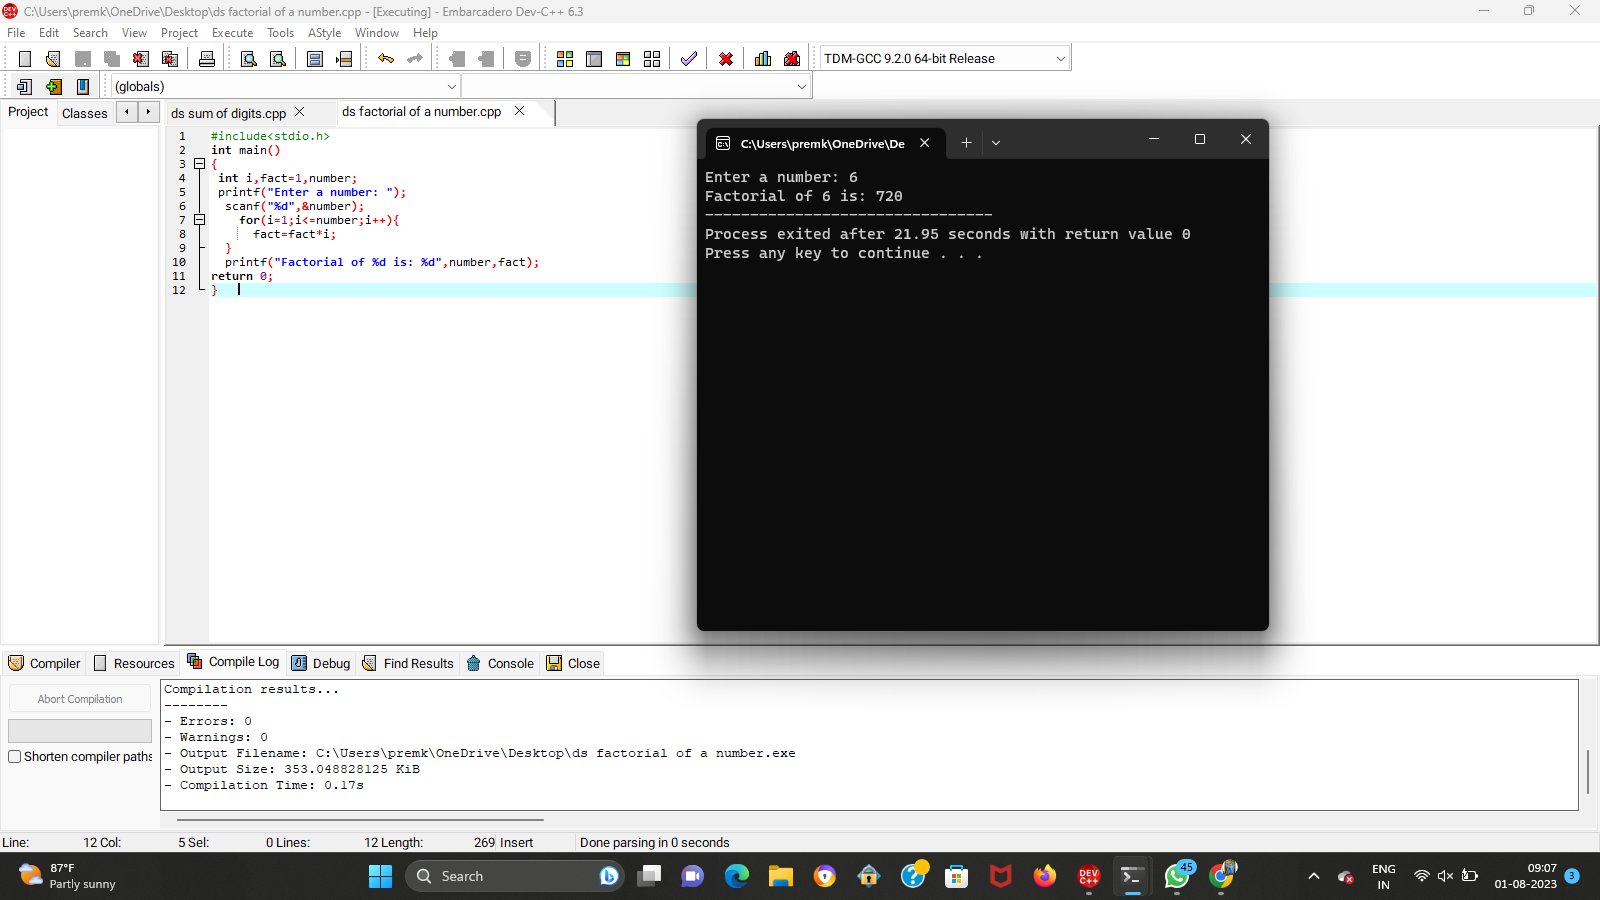 C:\Users\premk\OneDrive\Desktop\ds factorial of a number.cpp - [Executing] - Embarcadero Dev-C++ 6.3
File Edit Search View Project Execute Tools AStyle Window Help
TDM-GCC 9.2.0 64-bit Release
(globals)
Project Classes
ds sum of digits.cpp ds factorial of a number.cpp
1 #include<stdio.h>
2 int main()
3 {
4 int i,fact=1,number;
5 printf("Enter a number: ");
6 scanf("%d",&number);
7 for(i=1;i<=number;i++){
8 fact=fact*i;
9 }
10 printf("Factorial of %d is: %d",number,fact);
11 return 0;
12 }
C:\Users\premk\OneDrive\De
Enter a number: 6
Factorial of 6 is: 720
--------------------------------
Process exited after 21.95 seconds with return value 0
Press any key to continue . . .
Compiler Resources Compile Log Debug Find Results Console Close
Abort Compilation
Shorten compiler paths
Compilation results...
--------
- Errors: 0
- Warnings: 0
- Output Filename: C:\Users\premk\OneDrive\Desktop\ds factorial of a number.exe
- Output Size: 353.048828125 KiB
- Compilation Time: 0.17s
Line: 12 Col: 5 Sel: 0 Lines: 12 Length: 269 Insert Done parsing in 0 seconds
87°F
Partly sunny
Search
DEV C++
45
ENG
IN
09:07
01-08-2023
3